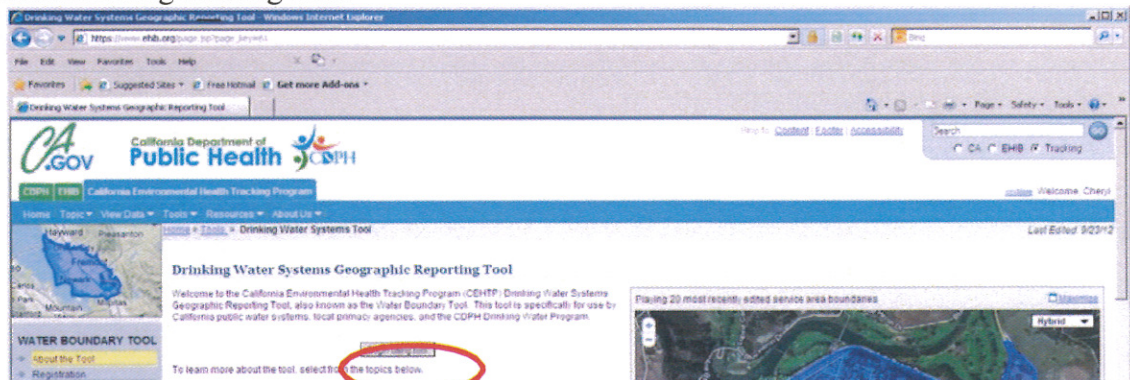 Drinking Water Systems Geographic Reporting Tool - Windows Internet Explorer
File Edit View Favorites Tools Help
Favorites Suggested Sites Free Hotmail Get more Add-ons
Drinking Water Systems Geographic Reporting Tool
Page Safety Tools
CA.GOV
California Department of
Public Health
CDPH
Content | Footer | Accessibility
Search
CA EHIB Tracking
CDPH EHIB California Environmental Health Tracking Program
Welcome Cheryl
Home Topic View Data Tools Resources About Us
Home » Tools » Drinking Water Systems Tool
Last Edited 9/23/12
Hayward Pleasanton
Fremont
Newark
Milpitas
Mountain
Drinking Water Systems Geographic Reporting Tool
Welcome to the California Environmental Health Tracking Program (CEHTP) Drinking Water Systems
Geographic Reporting Tool, also known as the Water Boundary Tool. This tool is specifically for use by
California public water systems, local primacy agencies, and the CDPH Drinking Water Program.
To learn more about the tool, select from the topics below.
WATER BOUNDARY TOOL
About the Tool
Registration
Playing 20 most recently edited service area boundaries
Maximize
Hybrid